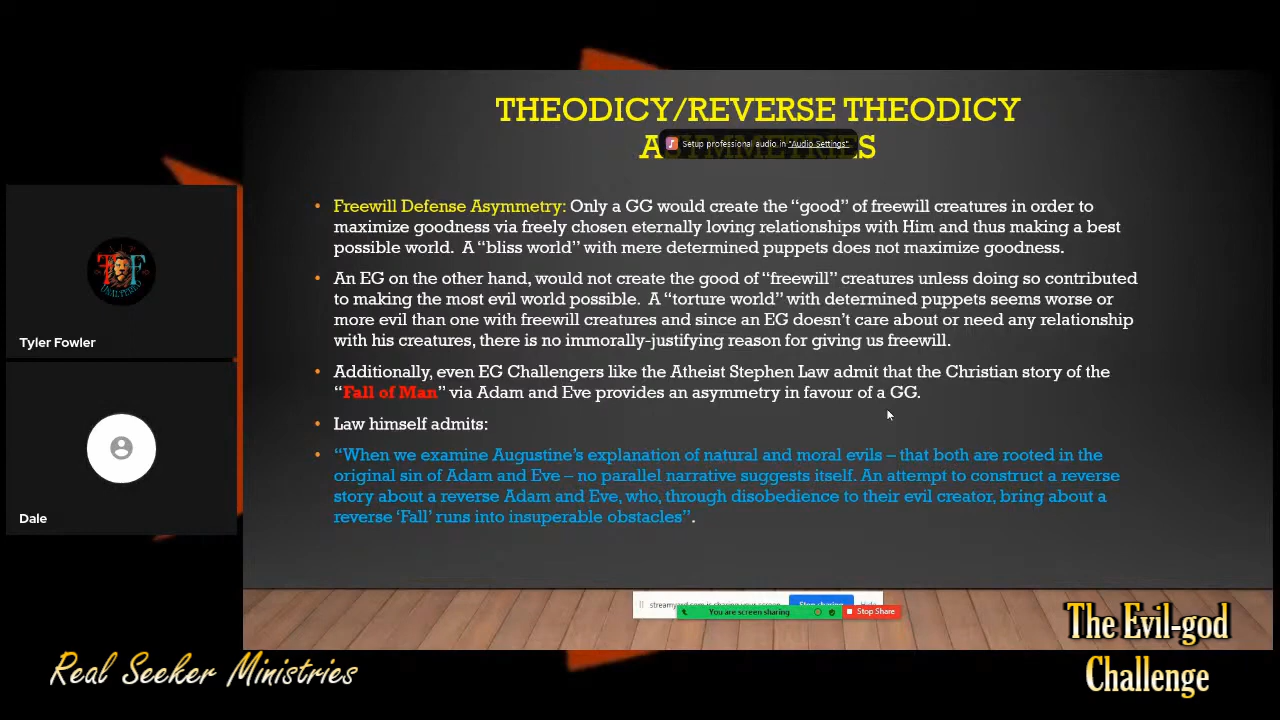 THEODICY/REVERSE THEODICY
Setup professional audio in "Audio Settings"
• Freewill Defense Asymmetry: Only a GG would create the “good” of freewill creatures in order to
maximize goodness via freely chosen eternally loving relationships with Him and thus making a best
possible world. A “bliss world” with mere determined puppets does not maximize goodness.
• An EG on the other hand, would not create the good of “freewill” creatures unless doing so contributed
to making the most evil world possible. A “torture world” with determined puppets seems worse or
more evil than one with freewill creatures and since an EG doesn’t care about or need any relationship
with his creatures, there is no immorally-justifying reason for giving us freewill.
• Additionally, even EG Challengers like the Atheist Stephen Law admit that the Christian story of the
“Fall of Man” via Adam and Eve provides an asymmetry in favour of a GG.
• Law himself admits:
• “When we examine Augustine’s explanation of natural and moral evils – that both are rooted in the
original sin of Adam and Eve – no parallel narrative suggests itself. An attempt to construct a reverse
story about a reverse Adam and Eve, who, through disobedience to their evil creator, bring about a
reverse ‘Fall’ runs into insuperable obstacles”.
Tyler Fowler
Dale
You are screen sharing
Stop Share
Real Seeker Ministries
The Evil-god
Challenge